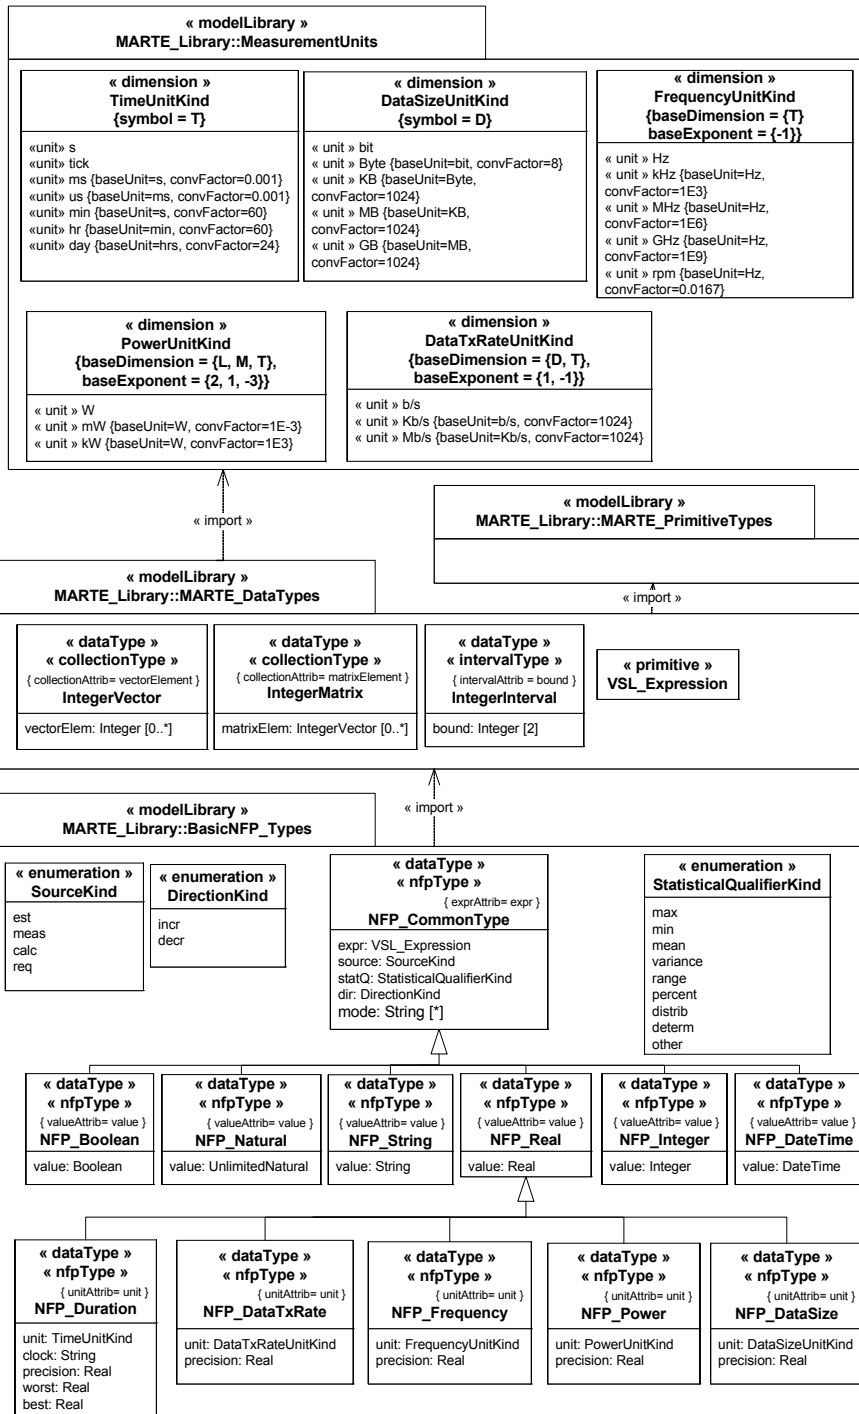 « modelLibrary »
MARTE_Library::MeasurementUnits
« dimension »
TimeUnitKind
{symbol = T}
«unit» s
«unit» tick
«unit» ms {baseUnit=s, convFactor=0.001}
«unit» us {baseUnit=ms, convFactor=0.001}
«unit» min {baseUnit=s, convFactor=60}
«unit» hr {baseUnit=min, convFactor=60}
«unit» day {baseUnit=hrs, convFactor=24}
« dimension »
DataSizeUnitKind
{symbol = D}
« unit » bit
« unit » Byte {baseUnit=bit, convFactor=8}
« unit » KB {baseUnit=Byte,
convFactor=1024}
« unit » MB {baseUnit=KB,
convFactor=1024}
« unit » GB {baseUnit=MB,
convFactor=1024}
« dimension »
FrequencyUnitKind
{baseDimension = {T}
baseExponent = {-1}}
« unit » Hz
« unit » kHz {baseUnit=Hz,
convFactor=1E3}
« unit » MHz {baseUnit=Hz,
convFactor=1E6}
« unit » GHz {baseUnit=Hz,
convFactor=1E9}
« unit » rpm {baseUnit=Hz,
convFactor=0.0167}
« dimension »
PowerUnitKind
{baseDimension = {L, M, T},
baseExponent = {2, 1, -3}}
« unit » W
« unit » mW {baseUnit=W, convFactor=1E-3}
« unit » kW {baseUnit=W, convFactor=1E3}
« dimension »
DataTxRateUnitKind
{baseDimension = {D, T},
baseExponent = {1, -1}}
« unit » b/s
« unit » Kb/s {baseUnit=b/s, convFactor=1024}
« unit » Mb/s {baseUnit=Kb/s, convFactor=1024}
« import »
« modelLibrary »
MARTE_Library::MARTE_PrimitiveTypes
« import »
« modelLibrary »
MARTE_Library::MARTE_DataTypes
« dataType »
« collectionType »
{ collectionAttrib= vectorElement }
IntegerVector
vectorElem: Integer [0..*]
« dataType »
« collectionType »
{ collectionAttrib= matrixElement }
IntegerMatrix
matrixElem: IntegerVector [0..*]
« dataType »
« intervalType »
{ intervalAttrib = bound }
IntegerInterval
bound: Integer [2]
« primitive »
VSL_Expression
« import »
« modelLibrary »
MARTE_Library::BasicNFP_Types
« enumeration »
SourceKind
est
meas
calc
req
« enumeration »
DirectionKind
incr
decr
« dataType »
« nfpType »
{ exprAttrib= expr }
NFP_CommonType
expr: VSL_Expression
source: SourceKind
statQ: StatisticalQualifierKind
dir: DirectionKind
mode: String [*]
« enumeration »
StatisticalQualifierKind
max
min
mean
variance
range
percent
distrib
determ
other
« dataType »
« nfpType »
{ valueAttrib= value }
NFP_Boolean
value: Boolean
« dataType »
« nfpType »
{ valueAttrib= value }
NFP_Natural
value: UnlimitedNatural
« dataType »
« nfpType »
{ valueAttrib= value }
NFP_String
value: String
« dataType »
« nfpType »
{ valueAttrib= value }
NFP_Real
value: Real
« dataType »
« nfpType »
{ valueAttrib= value }
NFP_Integer
value: Integer
« dataType »
« nfpType »
{ valueAttrib= value }
NFP_DateTime
value: DateTime
« dataType »
« nfpType »
{ unitAttrib= unit }
NFP_Duration
unit: TimeUnitKind
clock: String
precision: Real
worst: Real
best: Real
« dataType »
« nfpType »
{ unitAttrib= unit }
NFP_DataTxRate
unit: DataTxRateUnitKind
precision: Real
« dataType »
« nfpType »
{ unitAttrib= unit }
NFP_Frequency
unit: FrequencyUnitKind
precision: Real
« dataType »
« nfpType »
{ unitAttrib= unit }
NFP_Power
unit: PowerUnitKind
precision: Real
« dataType »
« nfpType »
{ unitAttrib= unit }
NFP_DataSize
unit: DataSizeUnitKind
precision: Real